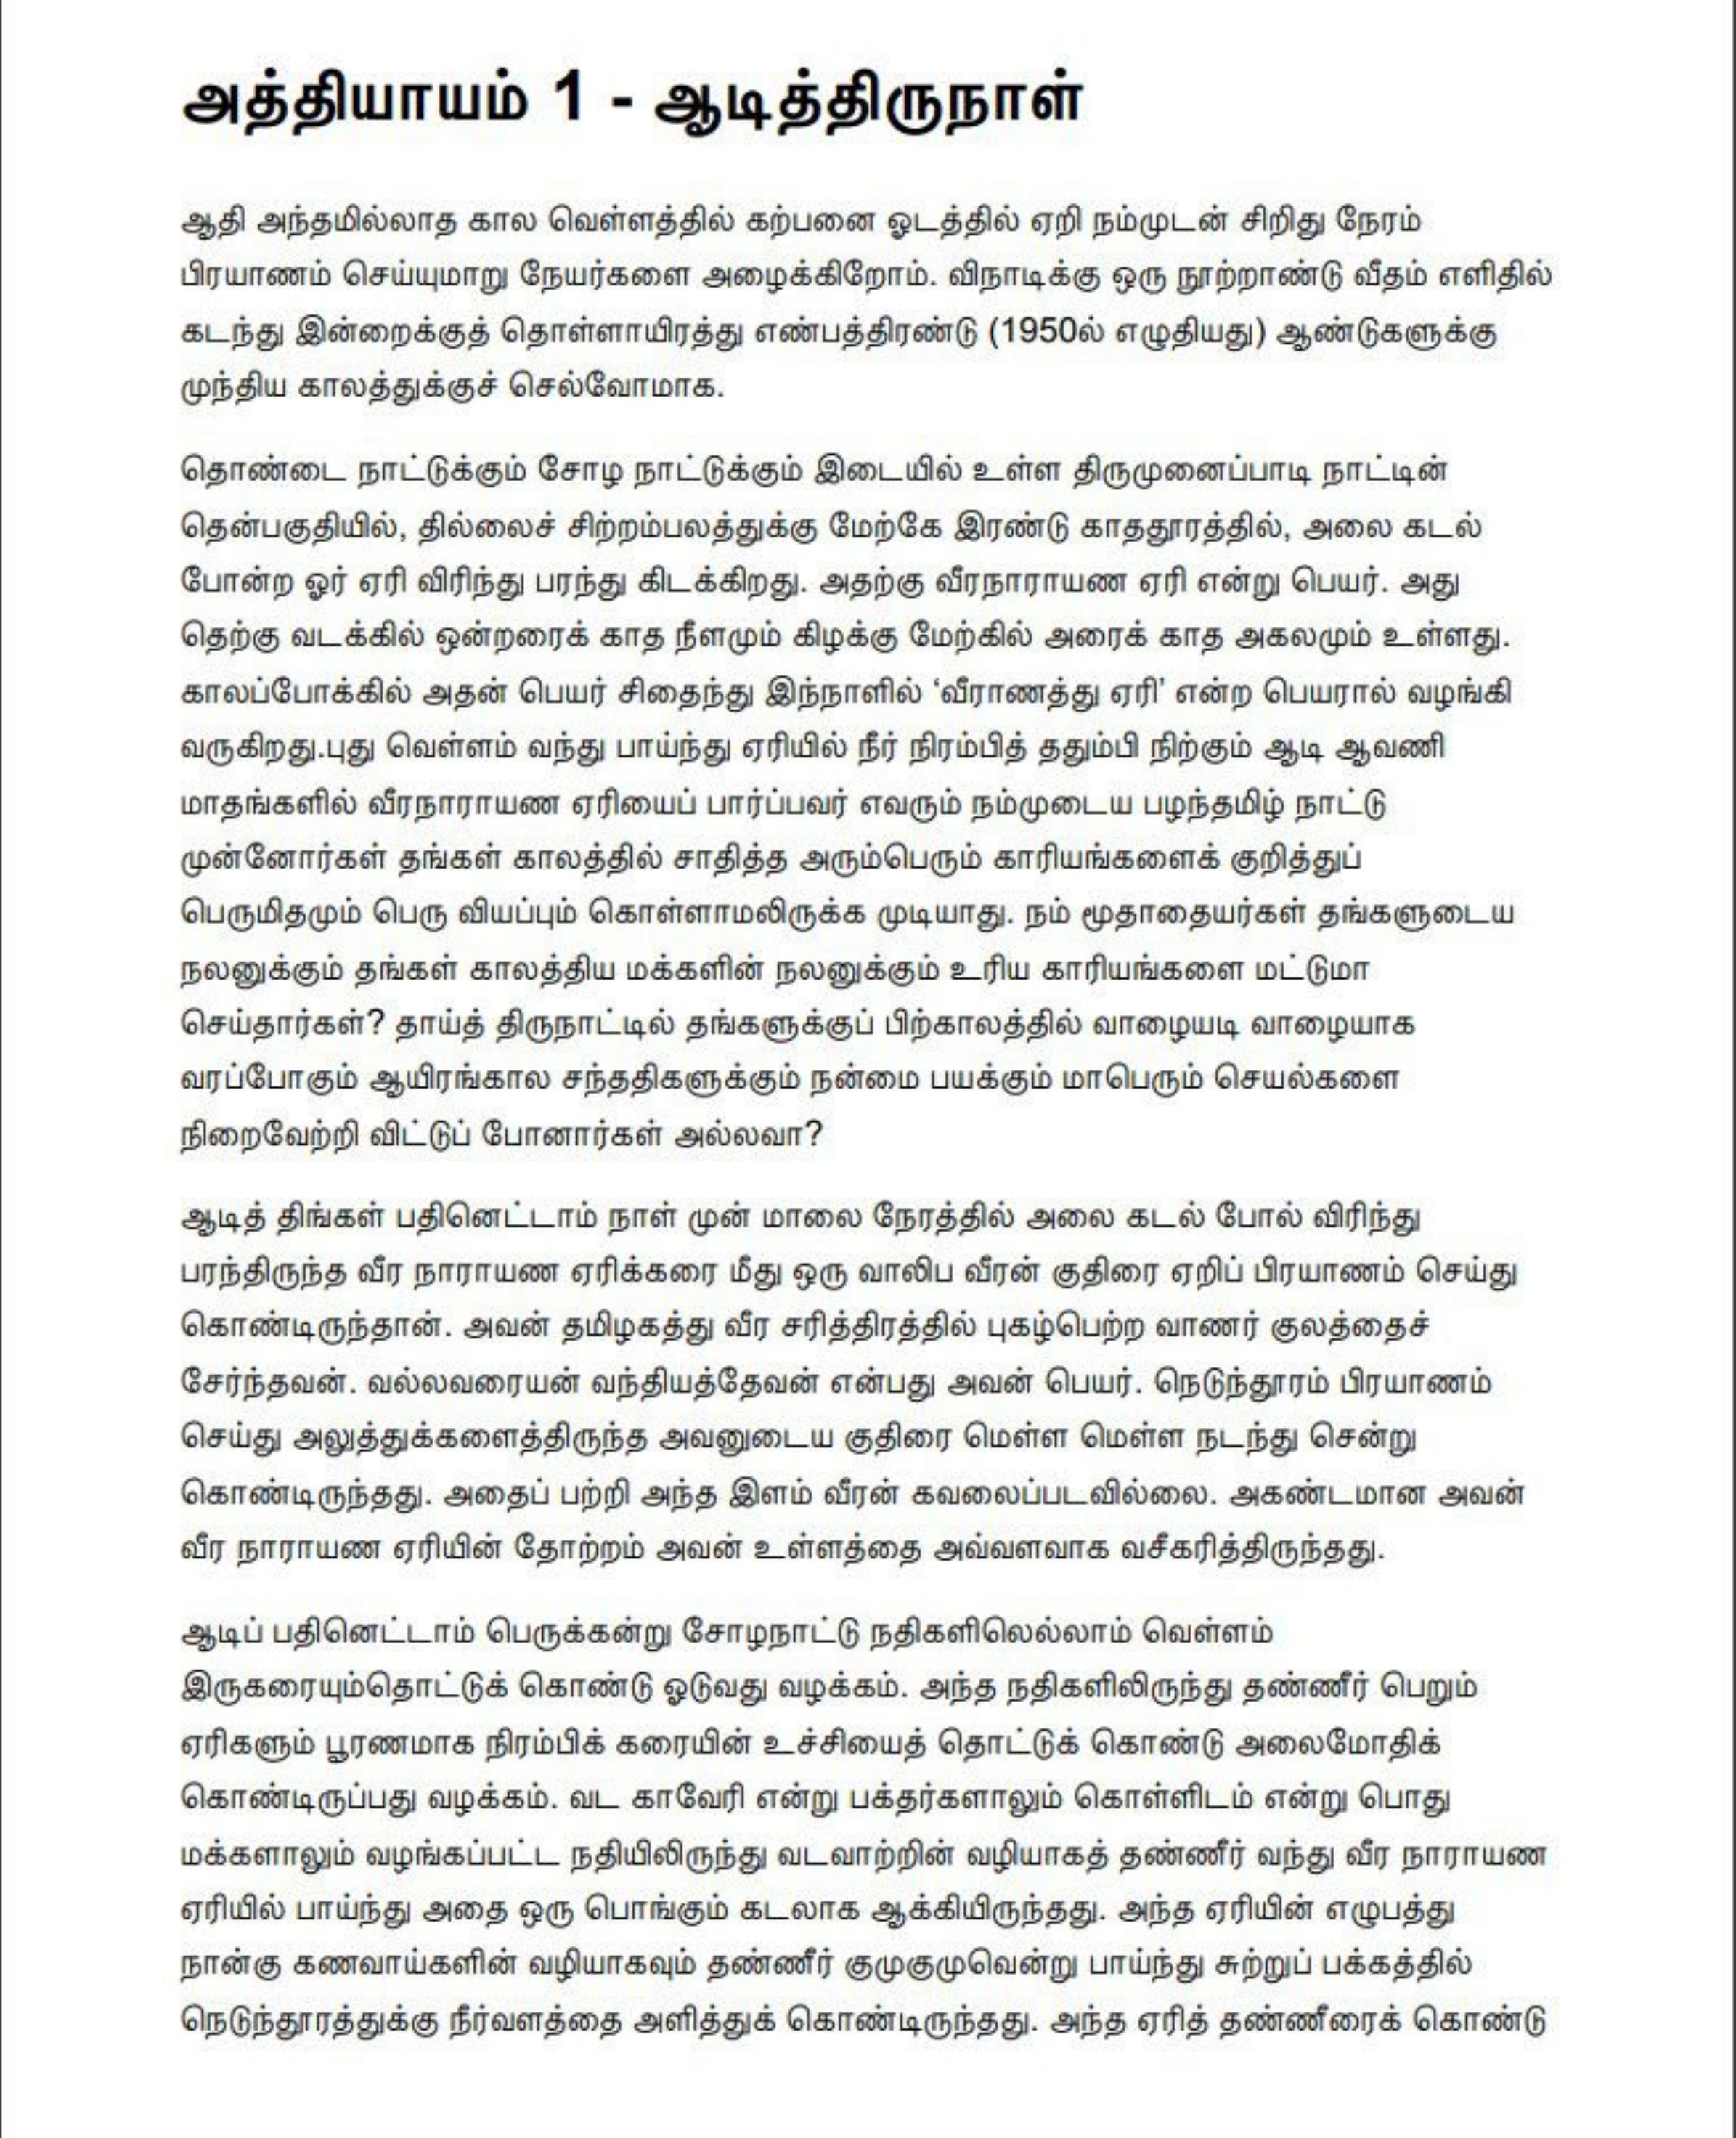 அத்தியாயம் 1 - ஆடித்திருநாள்
ஆதி அந்தமில்லாத கால வெள்ளத்தில் கற்பனை ஓடத்தில் ஏறி நம்முடன் சிறிது நேரம்
பிரயாணம் செய்யுமாறு நேயர்களை அழைக்கிறோம். விநாடிக்கு ஒரு நூற்றாண்டு வீதம் எளிதில்
கடந்து இன்றைக்குத் தொள்ளாயிரத்து எண்பத்திரண்டு (1950ல் எழுதியது) ஆண்டுகளுக்கு
முந்திய காலத்துக்குச் செல்வோமாக.
தொண்டை நாட்டுக்கும் சோழ நாட்டுக்கும் இடையில் உள்ள திருமுனைப்பாடி நாட்டின்
தென்பகுதியில், தில்லைச் சிற்றம்பலத்துக்கு மேற்கே இரண்டு காததூரத்தில், அலை கடல்
போன்ற ஓர் ஏரி விரிந்து பரந்து கிடக்கிறது. அதற்கு வீரநாராயண ஏரி என்று பெயர். அது
தெற்கு வடக்கில் ஒன்றரைக் காத நீளமும் கிழக்கு மேற்கில் அரைக் காத அகலமும் உள்ளது.
காலப்போக்கில் அதன் பெயர் சிதைந்து இந்நாளில் ‘வீராணத்து ஏரி’ என்ற பெயரால் வழங்கி
வருகிறது.புது வெள்ளம் வந்து பாய்ந்து ஏரியில் நீர் நிரம்பித் ததும்பி நிற்கும் ஆடி ஆவணி
மாதங்களில் வீரநாராயண ஏரியைப் பார்ப்பவர் எவரும் நம்முடைய பழந்தமிழ் நாட்டு
முன்னோர்கள் தங்கள் காலத்தில் சாதித்த அரும்பெரும் காரியங்களைக் குறித்துப்
பெருமிதமும் பெரு வியப்பும் கொள்ளாமலிருக்க முடியாது. நம் மூதாதையர்கள் தங்களுடைய
நலனுக்கும் தங்கள் காலத்திய மக்களின் நலனுக்கும் உரிய காரியங்களை மட்டுமா
செய்தார்கள்? தாய்த் திருநாட்டில் தங்களுக்குப் பிற்காலத்தில் வாழையடி வாழையாக
வரப்போகும் ஆயிரங்கால சந்ததிகளுக்கும் நன்மை பயக்கும் மாபெரும் செயல்களை
நிறைவேற்றி விட்டுப் போனார்கள் அல்லவா?
ஆடித் திங்கள் பதினெட்டாம் நாள் முன் மாலை நேரத்தில் அலை கடல் போல் விரிந்து
பரந்திருந்த வீர நாராயண ஏரிக்கரை மீது ஒரு வாலிப வீரன் குதிரை ஏறிப் பிரயாணம் செய்து
கொண்டிருந்தான். அவன் தமிழகத்து வீர சரித்திரத்தில் புகழ்பெற்ற வாணர் குலத்தைச்
சேர்ந்தவன். வல்லவரையன் வந்தியத்தேவன் என்பது அவன் பெயர். நெடுந்தூரம் பிரயாணம்
செய்து அலுத்துக்களைத்திருந்த அவனுடைய குதிரை மெள்ள மெள்ள நடந்து சென்று
கொண்டிருந்தது. அதைப் பற்றி அந்த இளம் வீரன் கவலைப்படவில்லை. அகண்டமான அவன்
வீர நாராயண ஏரியின் தோற்றம் அவன் உள்ளத்தை அவ்வளவாக வசீகரித்திருந்தது.
ஆடிப் பதினெட்டாம் பெருக்கன்று சோழநாட்டு நதிகளிலெல்லாம் வெள்ளம்
இருகரையும்தொட்டுக் கொண்டு ஓடுவது வழக்கம். அந்த நதிகளிலிருந்து தண்ணீர் பெறும்
ஏரிகளும் பூரணமாக நிரம்பிக் கரையின் உச்சியைத் தொட்டுக் கொண்டு அலைமோதிக்
கொண்டிருப்பது வழக்கம். வட காவேரி என்று பக்தர்களாலும் கொள்ளிடம் என்று பொது
மக்களாலும் வழங்கப்பட்ட நதியிலிருந்து வடவாற்றின் வழியாகத் தண்ணீர் வந்து வீர நாராயண
ஏரியில் பாய்ந்து அதை ஒரு பொங்கும் கடலாக ஆக்கியிருந்தது. அந்த ஏரியின் எழுபத்து
நான்கு கணவாய்களின் வழியாகவும் தண்ணீர் குமுகுமுவென்று பாய்ந்து சுற்றுப் பக்கத்தில்
நெடுந்தூரத்துக்கு நீர்வளத்தை அளித்துக் கொண்டிருந்தது. அந்த ஏரித் தண்ணீரைக் கொண்டு